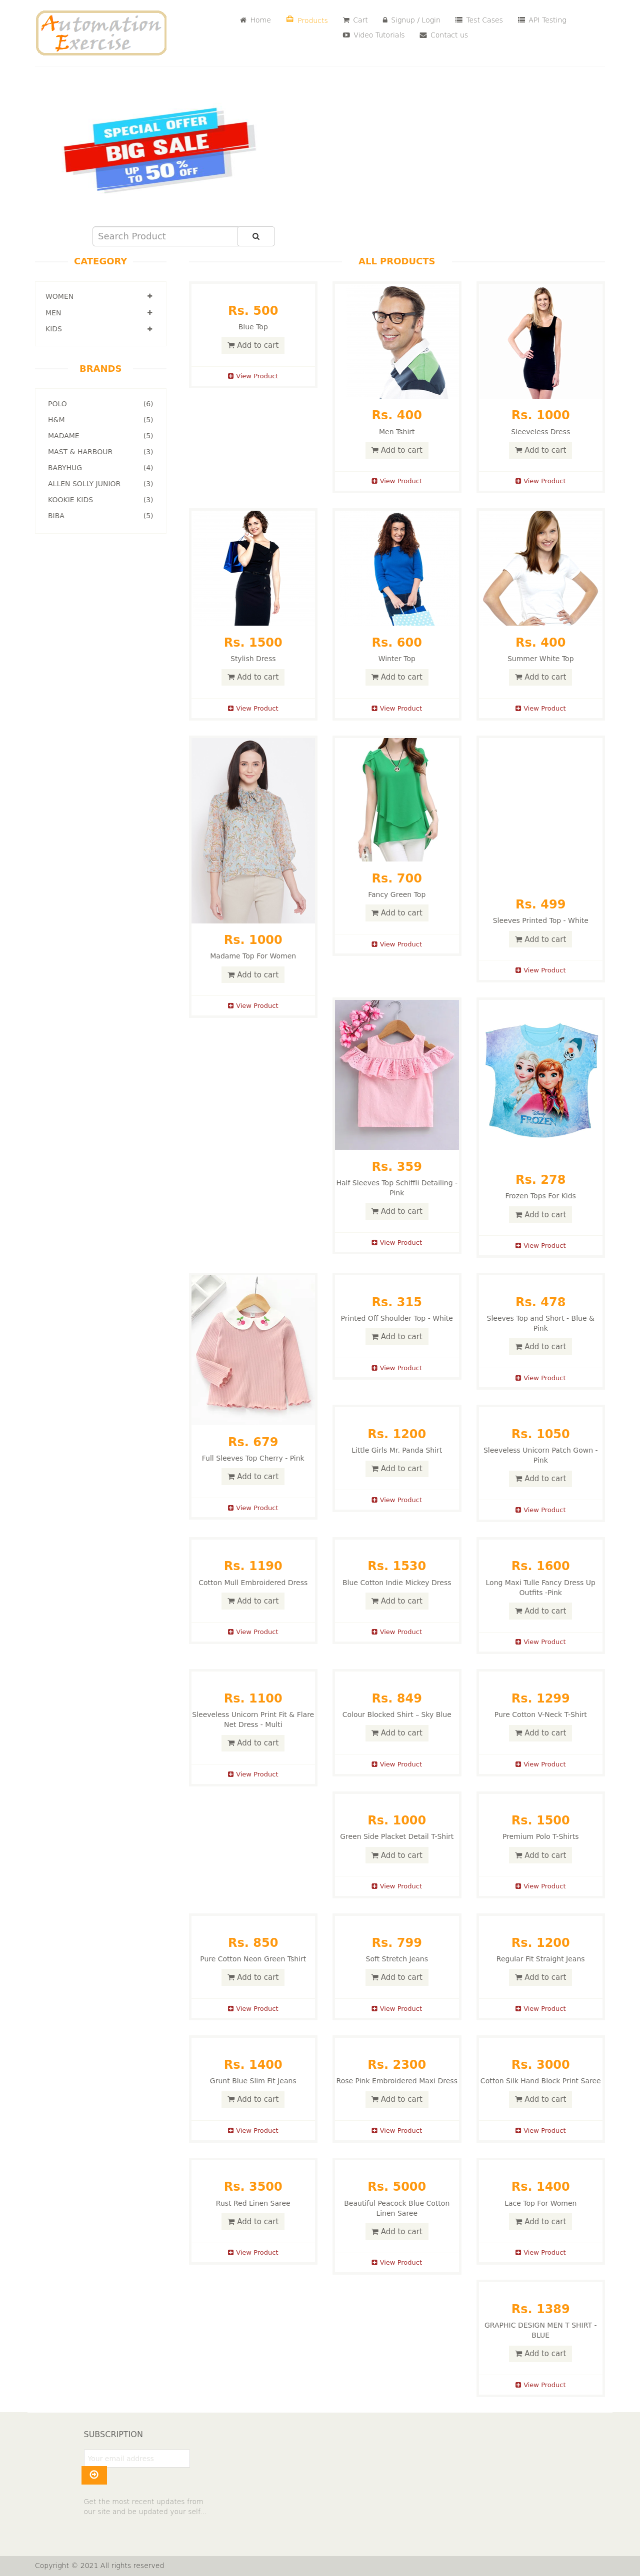 Automation
Exercise
Home
Products
Cart
Signup / Login
Test Cases
API Testing
Video Tutorials
Contact us
SPECIAL OFFER
BIG SALE
UP TO 50% OFF
Search Product
CATEGORY
WOMEN
MEN
KIDS
BRANDS
POLO (6)
H&M (5)
MADAME (5)
MAST & HARBOUR (3)
BABYHUG (4)
ALLEN SOLLY JUNIOR (3)
KOOKIE KIDS (3)
BIBA (5)
ALL PRODUCTS
Rs. 500
Blue Top
Add to cart
View Product
Rs. 400
Men Tshirt
Add to cart
View Product
Rs. 1000
Sleeveless Dress
Add to cart
View Product
Rs. 1500
Stylish Dress
Add to cart
View Product
Rs. 600
Winter Top
Add to cart
View Product
Rs. 400
Summer White Top
Add to cart
View Product
Rs. 1000
Madame Top For Women
Add to cart
View Product
Rs. 700
Fancy Green Top
Add to cart
View Product
Rs. 499
Sleeves Printed Top - White
Add to cart
View Product
Rs. 359
Half Sleeves Top Schiffli Detailing -
Pink
Add to cart
View Product
DISNEY
FROZEN
Rs. 278
Frozen Tops For Kids
Add to cart
View Product
Rs. 679
Full Sleeves Top Cherry - Pink
Add to cart
View Product
Rs. 315
Printed Off Shoulder Top - White
Add to cart
View Product
Rs. 478
Sleeves Top and Short - Blue &
Pink
Add to cart
View Product
Rs. 1200
Little Girls Mr. Panda Shirt
Add to cart
View Product
Rs. 1050
Sleeveless Unicorn Patch Gown -
Pink
Add to cart
View Product
Rs. 1190
Cotton Mull Embroidered Dress
Add to cart
View Product
Rs. 1530
Blue Cotton Indie Mickey Dress
Add to cart
View Product
Rs. 1600
Long Maxi Tulle Fancy Dress Up
Outfits -Pink
Add to cart
View Product
Rs. 1100
Sleeveless Unicorn Print Fit & Flare
Net Dress - Multi
Add to cart
View Product
Rs. 849
Colour Blocked Shirt – Sky Blue
Add to cart
View Product
Rs. 1299
Pure Cotton V-Neck T-Shirt
Add to cart
View Product
Rs. 1000
Green Side Placket Detail T-Shirt
Add to cart
View Product
Rs. 1500
Premium Polo T-Shirts
Add to cart
View Product
Rs. 850
Pure Cotton Neon Green Tshirt
Add to cart
View Product
Rs. 799
Soft Stretch Jeans
Add to cart
View Product
Rs. 1200
Regular Fit Straight Jeans
Add to cart
View Product
Rs. 1400
Grunt Blue Slim Fit Jeans
Add to cart
View Product
Rs. 2300
Rose Pink Embroidered Maxi Dress
Add to cart
View Product
Rs. 3000
Cotton Silk Hand Block Print Saree
Add to cart
View Product
Rs. 3500
Rust Red Linen Saree
Add to cart
View Product
Rs. 5000
Beautiful Peacock Blue Cotton
Linen Saree
Add to cart
View Product
Rs. 1400
Lace Top For Women
Add to cart
View Product
Rs. 1389
GRAPHIC DESIGN MEN T SHIRT -
BLUE
Add to cart
View Product
SUBSCRIPTION
Your email address
Get the most recent updates from
our site and be updated your self...
Copyright © 2021 All rights reserved